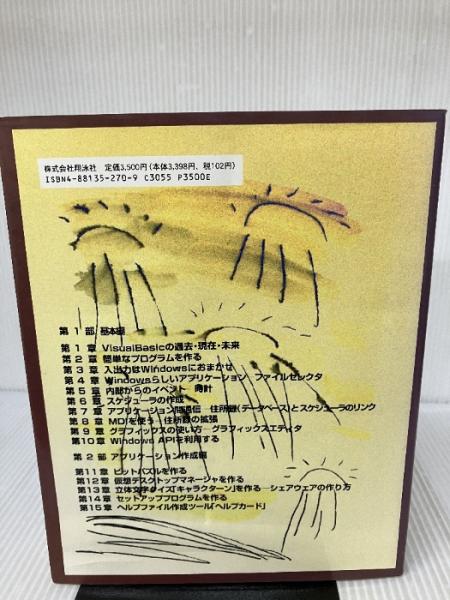 株式会社翔泳社 定価3,500円(本体3,398円、税102円)
ISBN4-88135-270-9 C3055 P3500E
第1部 基本編
第1章 VisualBasicの過去・現在・未来
第2章 簡単なプログラムを作る
第3章 入出力はWindowsにおまかせ
第4章 Windowsらしいアプリケーション ファイルセレクタ
第5章 内部からのイベント 時計
第6章 スケジューラの作成
第7章 アプリケーション間通信 住所録(データベース)とスケジューラのリンク
第8章 MDIを使う―住所録の拡張
第9章 グラフィックスの使い方―グラフィックスエディタ
第10章 Windows APIを利用する
第2部 アプリケーション作成編
第11章 ビットパズルを作る
第12章 仮想デスクトップマネージャを作る
第13章 立体文字クイズ「キャラクターン」を作る―シェアウェアの作り方
第14章 セットアッププログラムを作る
第15章 ヘルプファイル作成ツール「ヘルプカード」